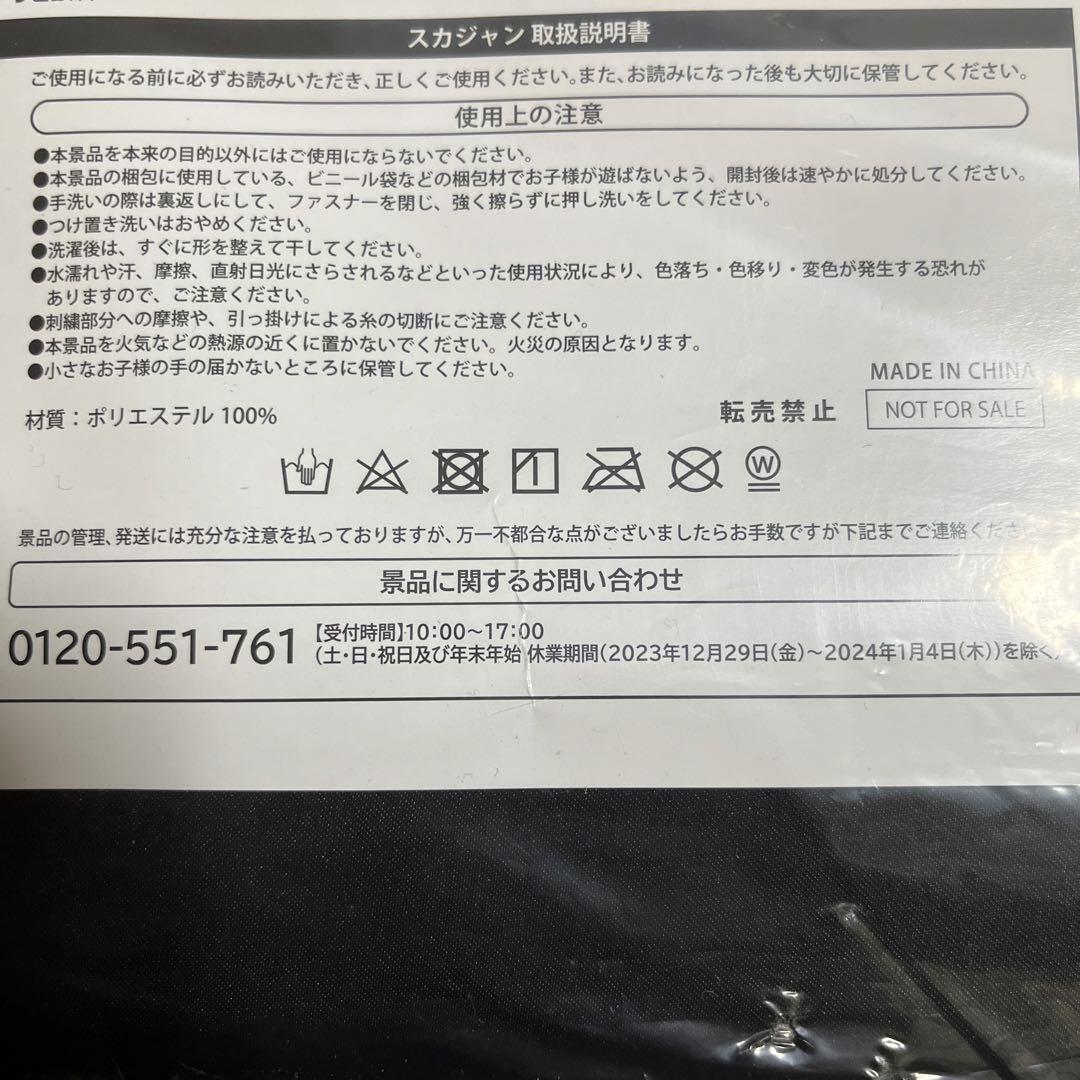 スカジャン 取扱説明書
ご使用になる前に必ずお読みいただき、正しくご使用ください。また、お読みになった後も大切に保管してください。
使用上の注意
●本景品を本来の目的以外にはご使用にならないでください。
●本景品の梱包に使用している、ビニール袋などの梱包材でお子様が遊ばないよう、開封後は速やかに処分してください。
●手洗いの際は裏返しにして、ファスナーを閉じ、強く擦らずに押し洗いをしてください。
●つけ置き洗いはおやめください。
●洗濯後は、すぐに形を整えて干してください。
●水濡れや汗、摩擦、直射日光にさらされるなどといった使用状況により、色落ち・色移り・変色が発生する恐れが
ありますので、ご注意ください。
●刺繍部分への摩擦や、引っ掛けによる糸の切断にご注意ください。
●本景品を火気などの熱源の近くに置かないでください。火災の原因となります。
●小さなお子様の手の届かないところに保管してください。
MADE IN CHINA
材質：ポリエステル 100%
転売禁止
NOT FOR SALE
W
景品の管理、発送には充分な注意を払っておりますが、万一不都合な点がございましたらお手数ですが下記までご連絡くださ
景品に関するお問い合わせ
0120-551-761
【受付時間】10：00～17：00
（土・日・祝日及び年末年始 休業期間（2023年12月29日（金）～2024年1月4日（木））を除く）